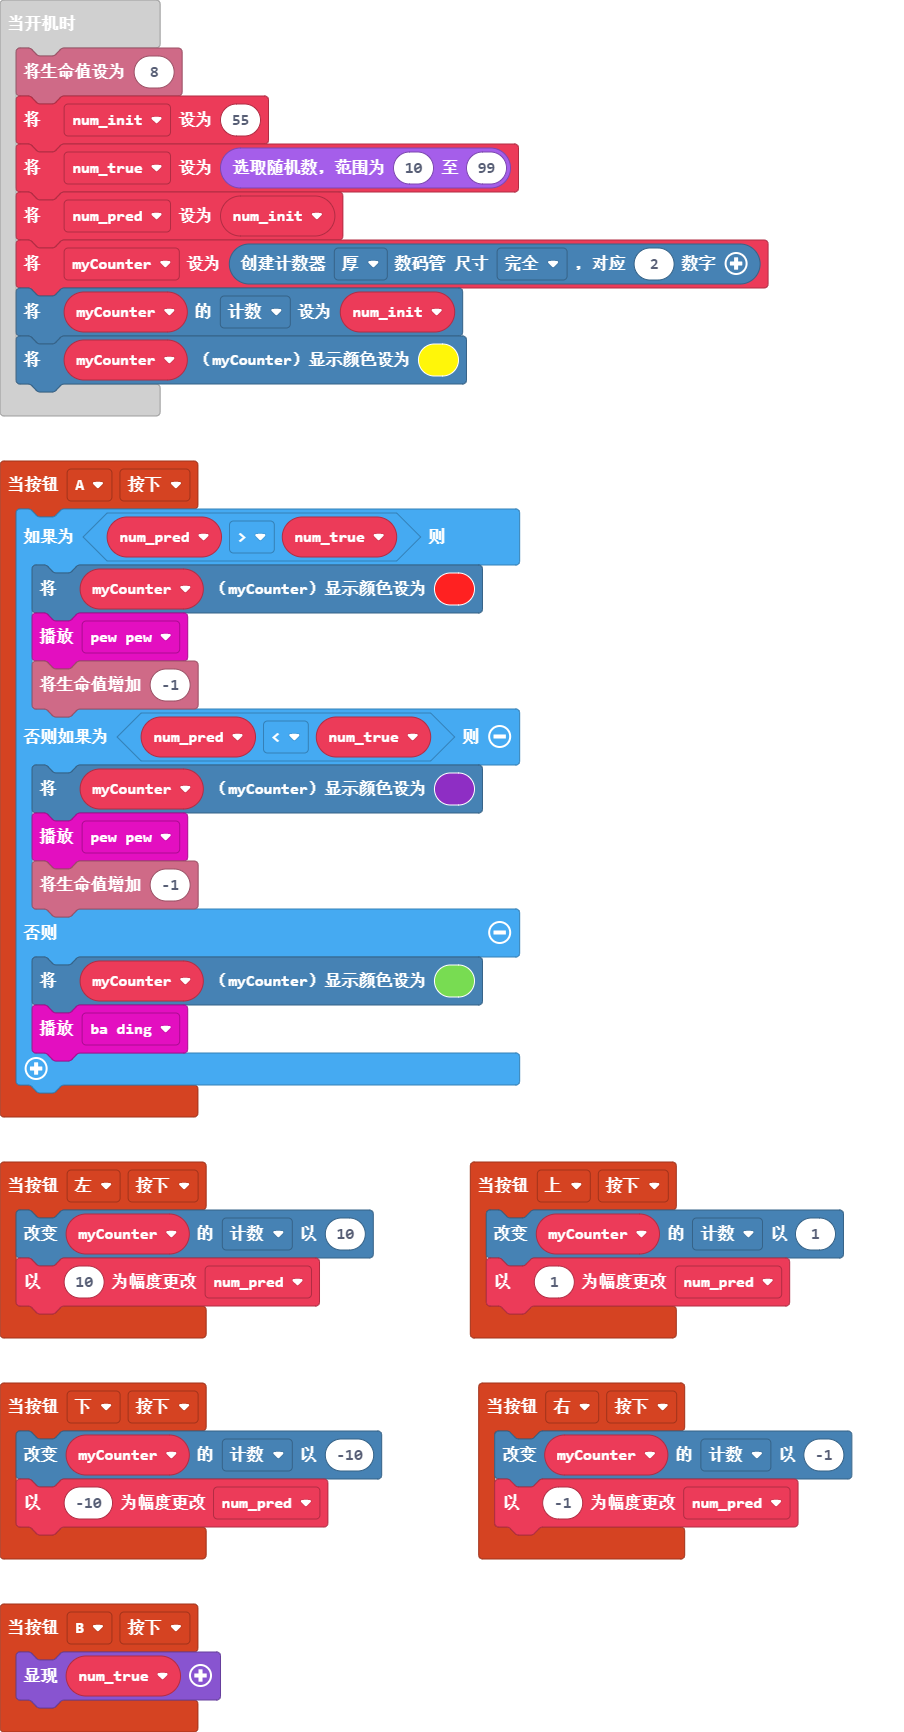 当开机时
将生命值设为 8
将 num_init 设为 55
将 num_true 设为 选取随机数，范围为 10 至 99
将 num_pred 设为 num_init
将 myCounter 设为 创建计数器 厚 数码管 尺寸 完全 ，对应 2 数字
将 myCounter 的 计数 设为 num_init
将 myCounter （myCounter）显示颜色设为
当按钮 A 按下
如果为 num_pred > num_true 则
将 myCounter （myCounter）显示颜色设为
播放 pew pew
将生命值增加 -1
否则如果为 num_pred < num_true 则
将 myCounter （myCounter）显示颜色设为
播放 pew pew
将生命值增加 -1
否则
将 myCounter （myCounter）显示颜色设为
播放 ba ding
当按钮 左 按下
改变 myCounter 的 计数 以 10
以 10 为幅度更改 num_pred
当按钮 上 按下
改变 myCounter 的 计数 以 1
以 1 为幅度更改 num_pred
当按钮 下 按下
改变 myCounter 的 计数 以 -10
以 -10 为幅度更改 num_pred
当按钮 右 按下
改变 myCounter 的 计数 以 -1
以 -1 为幅度更改 num_pred
当按钮 B 按下
显现 num_true